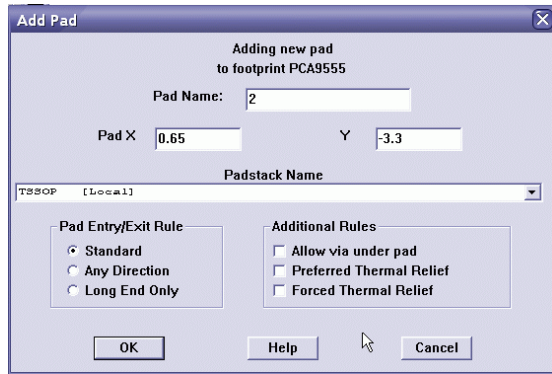 Add Pad
Adding new pad
to footprint PCA9555
Pad Name: 2
Pad X 0.65 Y -3.3
Padstack Name
TSSOP [Local]
Pad Entry/Exit Rule
Standard
Any Direction
Long End Only
Additional Rules
Allow via under pad
Preferred Thermal Relief
Forced Thermal Relief
OK Help Cancel